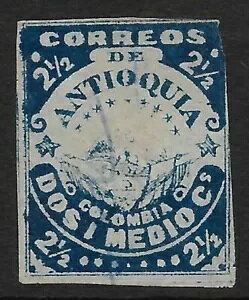 CORREOS
DE
2½ 2½
ANTIOQUIA
COLOMBIA
DOS I MEDIO Cs
2½ 2½